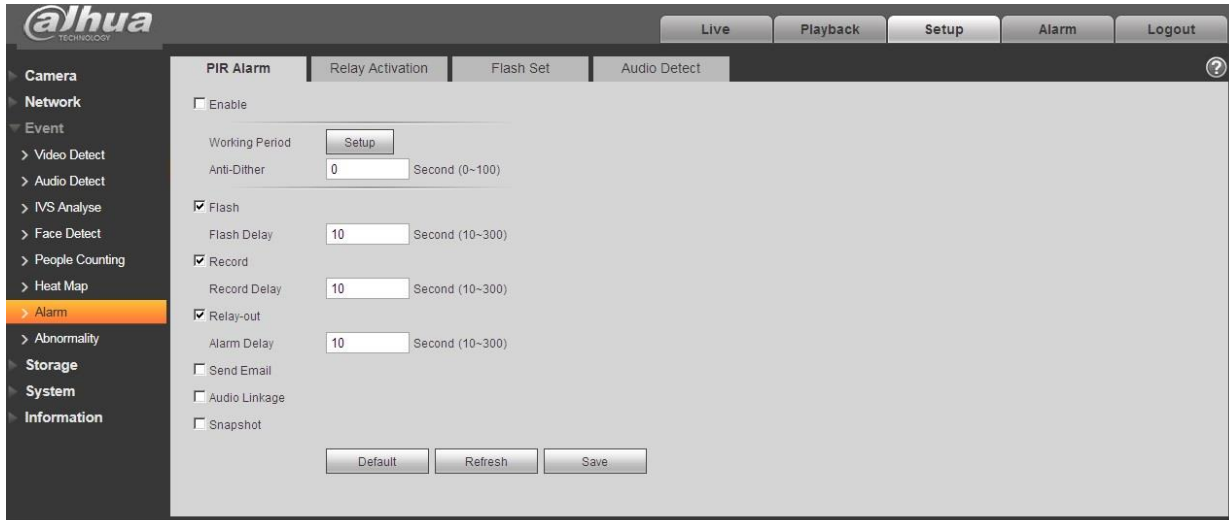 alhua
TECHNOLOGY
Live Playback Setup Alarm Logout
Camera
Network
Event
> Video Detect
> Audio Detect
> IVS Analyse
> Face Detect
> People Counting
> Heat Map
> Alarm
> Abnormality
Storage
System
Information
PIR Alarm Relay Activation Flash Set Audio Detect
?
Enable
Working Period Setup
Anti-Dither 0 Second (0~100)
Flash
Flash Delay 10 Second (10~300)
Record
Record Delay 10 Second (10~300)
Relay-out
Alarm Delay 10 Second (10~300)
Send Email
Audio Linkage
Snapshot
Default Refresh Save